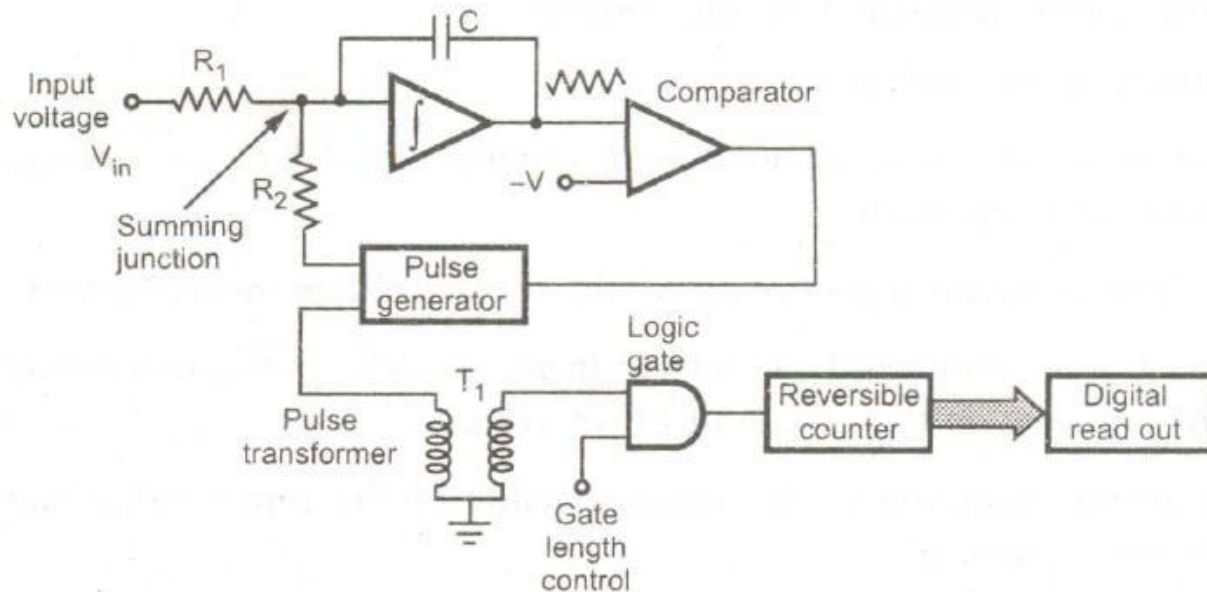 C
R1
Input
voltage
Vin
∫
Comparator
–V
R2
Summing
junction
Pulse
generator
Logic
gate
T1
Pulse
transformer
Reversible
counter
Digital
read out
Gate
length
control